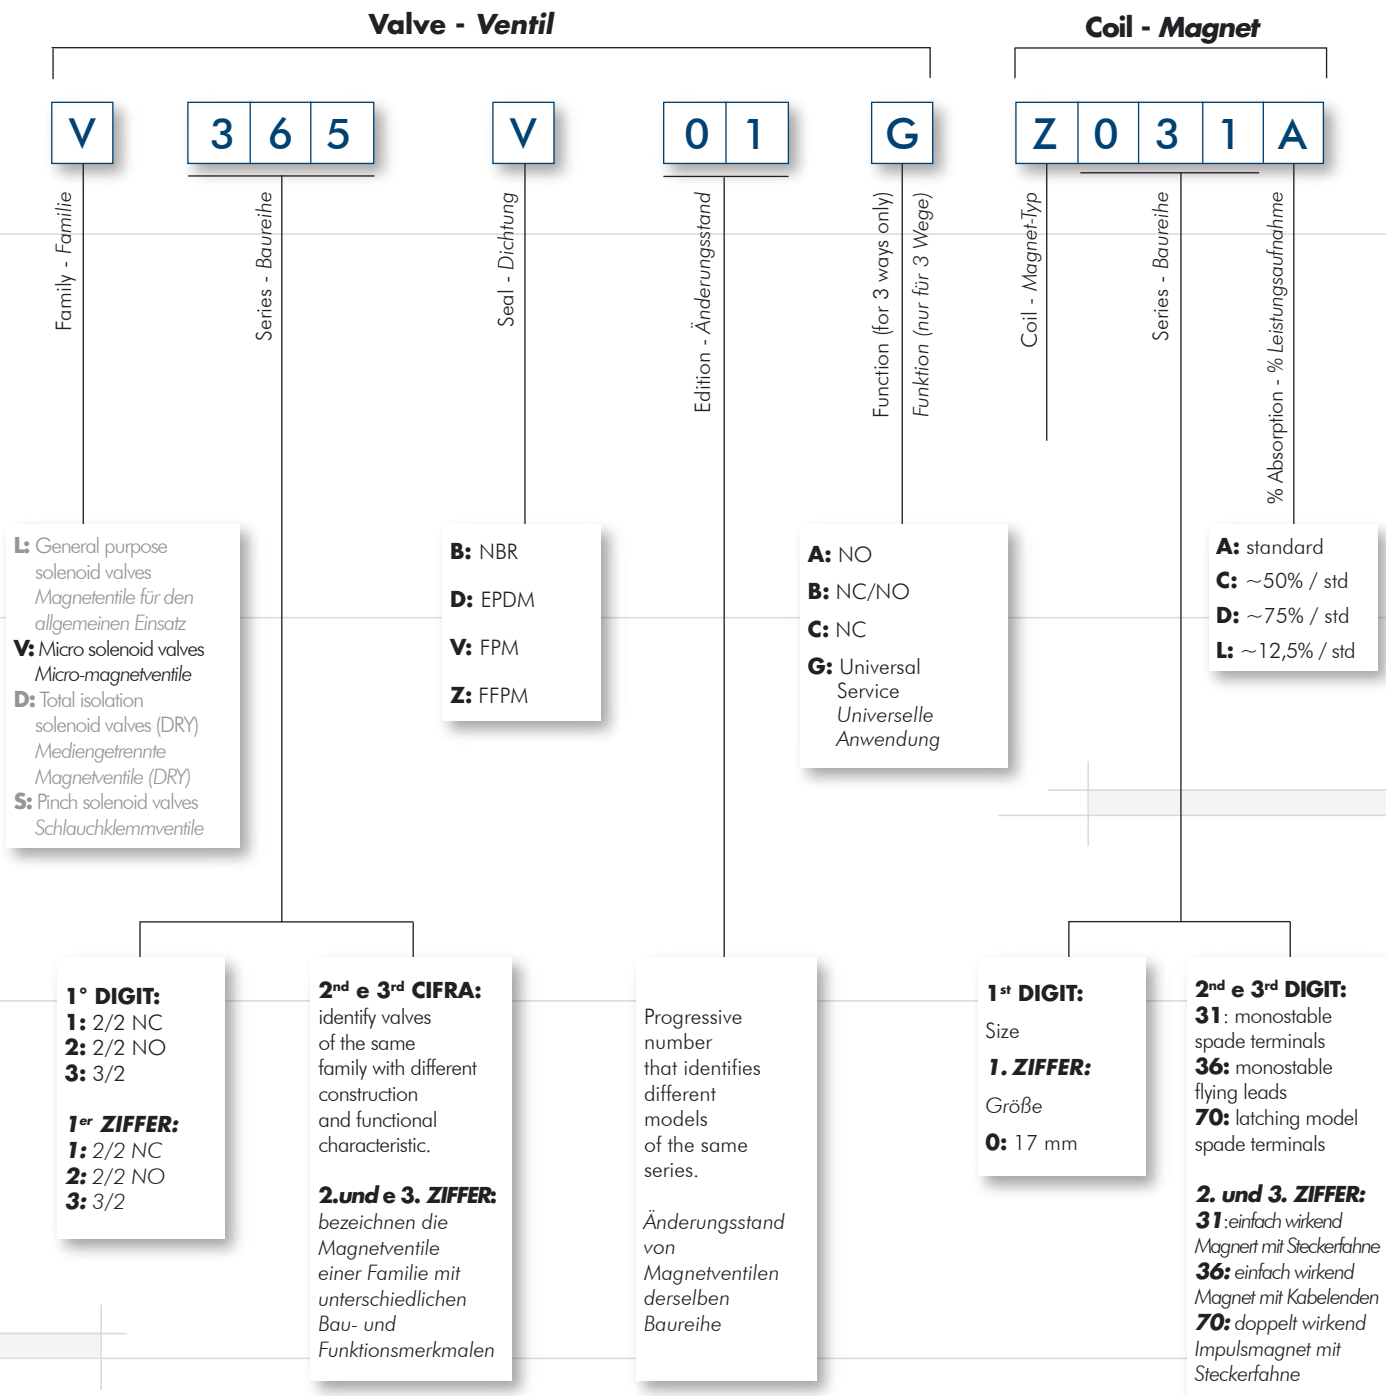 Valve - Ventil
Coil - Magnet
V
3 6 5
V
0 1
G
Z 0 3 1 A
Family - Familie
Series - Baureihe
Seal - Dichtung
Edition - Änderungsstand
Function (for 3 ways only)
Funktion (nur für 3 Wege)
Coil - Magnet-Typ
Series - Baureihe
% Absorption - % Leistungsaufnahme
L: General purpose
solenoid valves
Magnetentile für den
allgemeinen Einsatz
V: Micro solenoid valves
Micro-magnetventile
D: Total isolation
solenoid valves (DRY)
Mediengetrennte
Magnetventile (DRY)
S: Pinch solenoid valves
Schlauchklemmventile
B: NBR
D: EPDM
V: FPM
Z: FFPM
A: NO
B: NC/NO
C: NC
G: Universal
Service
Universelle
Anwendung
A: standard
C: ~50% / std
D: ~75% / std
L: ~12,5% / std
1° DIGIT:
1: 2/2 NC
2: 2/2 NO
3: 3/2
1er ZIFFER:
1: 2/2 NC
2: 2/2 NO
3: 3/2
2nd e 3rd CIFRA:
identify valves
of the same
family with different
construction
and functional
characteristic.
2.und e 3. ZIFFER:
bezeichnen die
Magnetventile
einer Familie mit
unterschiedlichen
Bau- und
Funktionsmerkmalen
Progressive
number
that identifies
different
models
of the same
series.
Änderungsstand
von
Magnetventilen
derselben
Baureihe
1st DIGIT:
Size
1. ZIFFER:
Größe
0: 17 mm
2nd e 3rd DIGIT:
31: monostable
spade terminals
36: monostable
flying leads
70: latching model
spade terminals
2. und 3. ZIFFER:
31:einfach wirkend
Magnert mit Steckerfahne
36: einfach wirkend
Magnet mit Kabelenden
70: doppelt wirkend
Impulsmagnet mit
Steckerfahne